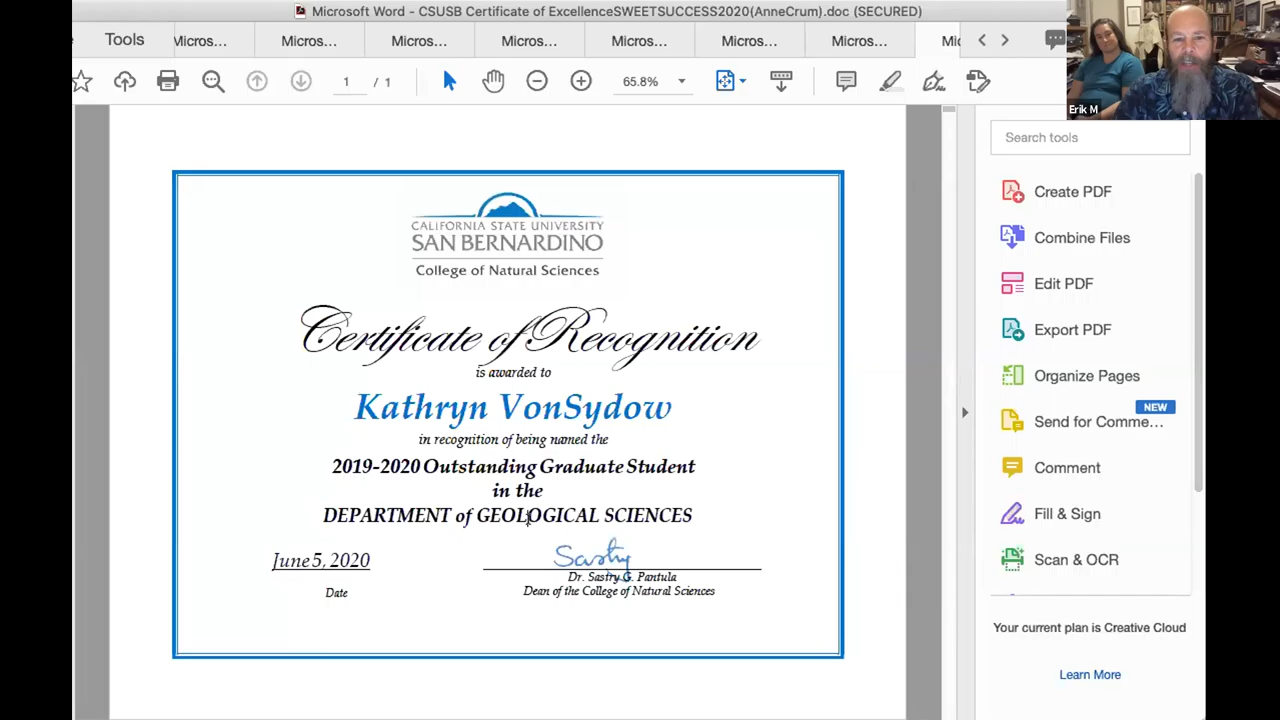 Microsoft Word - CSUSB Certificate of ExcellenceSWEETSUCCESS2020(AnneCrum).doc (SECURED)
Tools
Micros...
Micros...
Micros...
Micros...
Micros...
Micros...
Micros...
1 / 1
65.8%
Erik M
Search tools
Create PDF
Combine Files
Edit PDF
Export PDF
Organize Pages
NEW
Send for Comme...
Comment
Fill & Sign
Scan & OCR
Your current plan is Creative Cloud
Learn More
CALIFORNIA STATE UNIVERSITY
SAN BERNARDINO
College of Natural Sciences
Certificate of Recognition
is awarded to
Kathryn VonSydow
in recognition of being named the
2019-2020 Outstanding Graduate Student
in the
DEPARTMENT of GEOLOGICAL SCIENCES
June 5, 2020
Date
Sastry
Dr. Sastry G. Pantula
Dean of the College of Natural Sciences